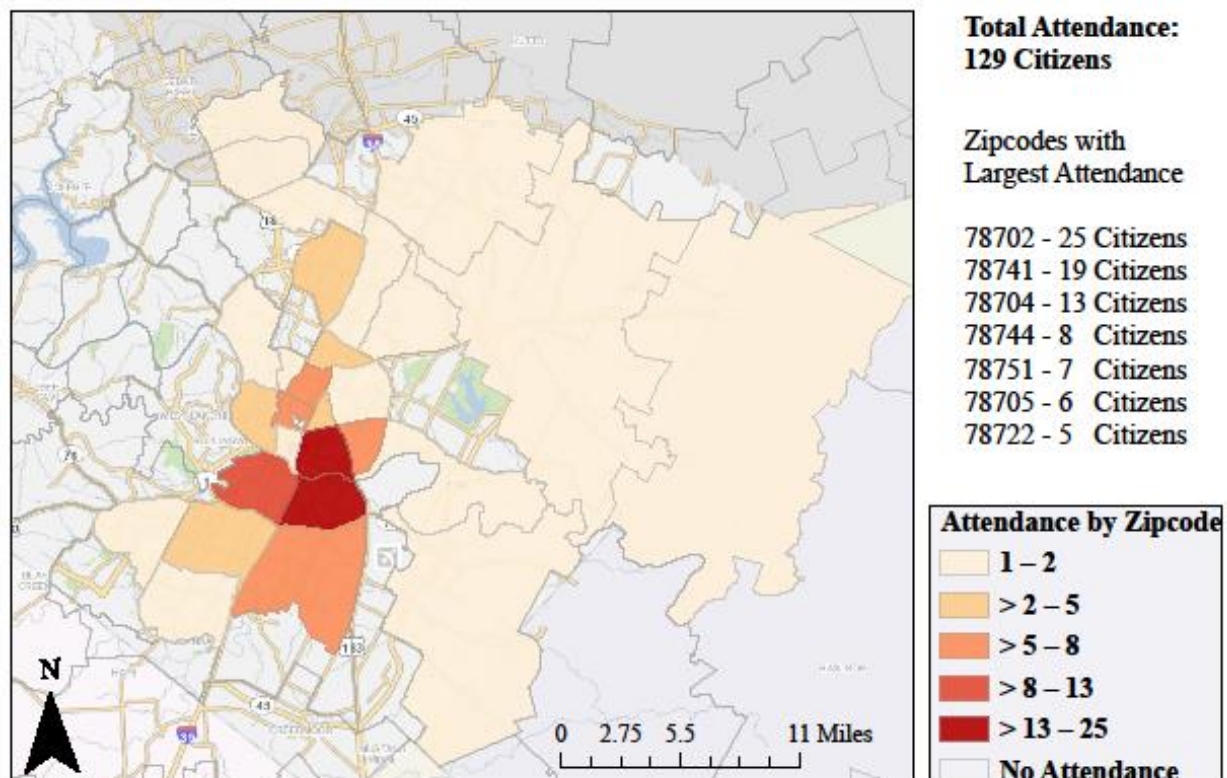 Total Attendance:
129 Citizens
Zipcodes with
Largest Attendance
78702 - 25 Citizens
78741 - 19 Citizens
78704 - 13 Citizens
78744 - 8 Citizens
78751 - 7 Citizens
78705 - 6 Citizens
78722 - 5 Citizens
Attendance by Zipcode
1 – 2
> 2 – 5
> 5 – 8
> 8 – 13
> 13 – 25
No Attendance
45
183
N
0 2.75 5.5 11 Miles